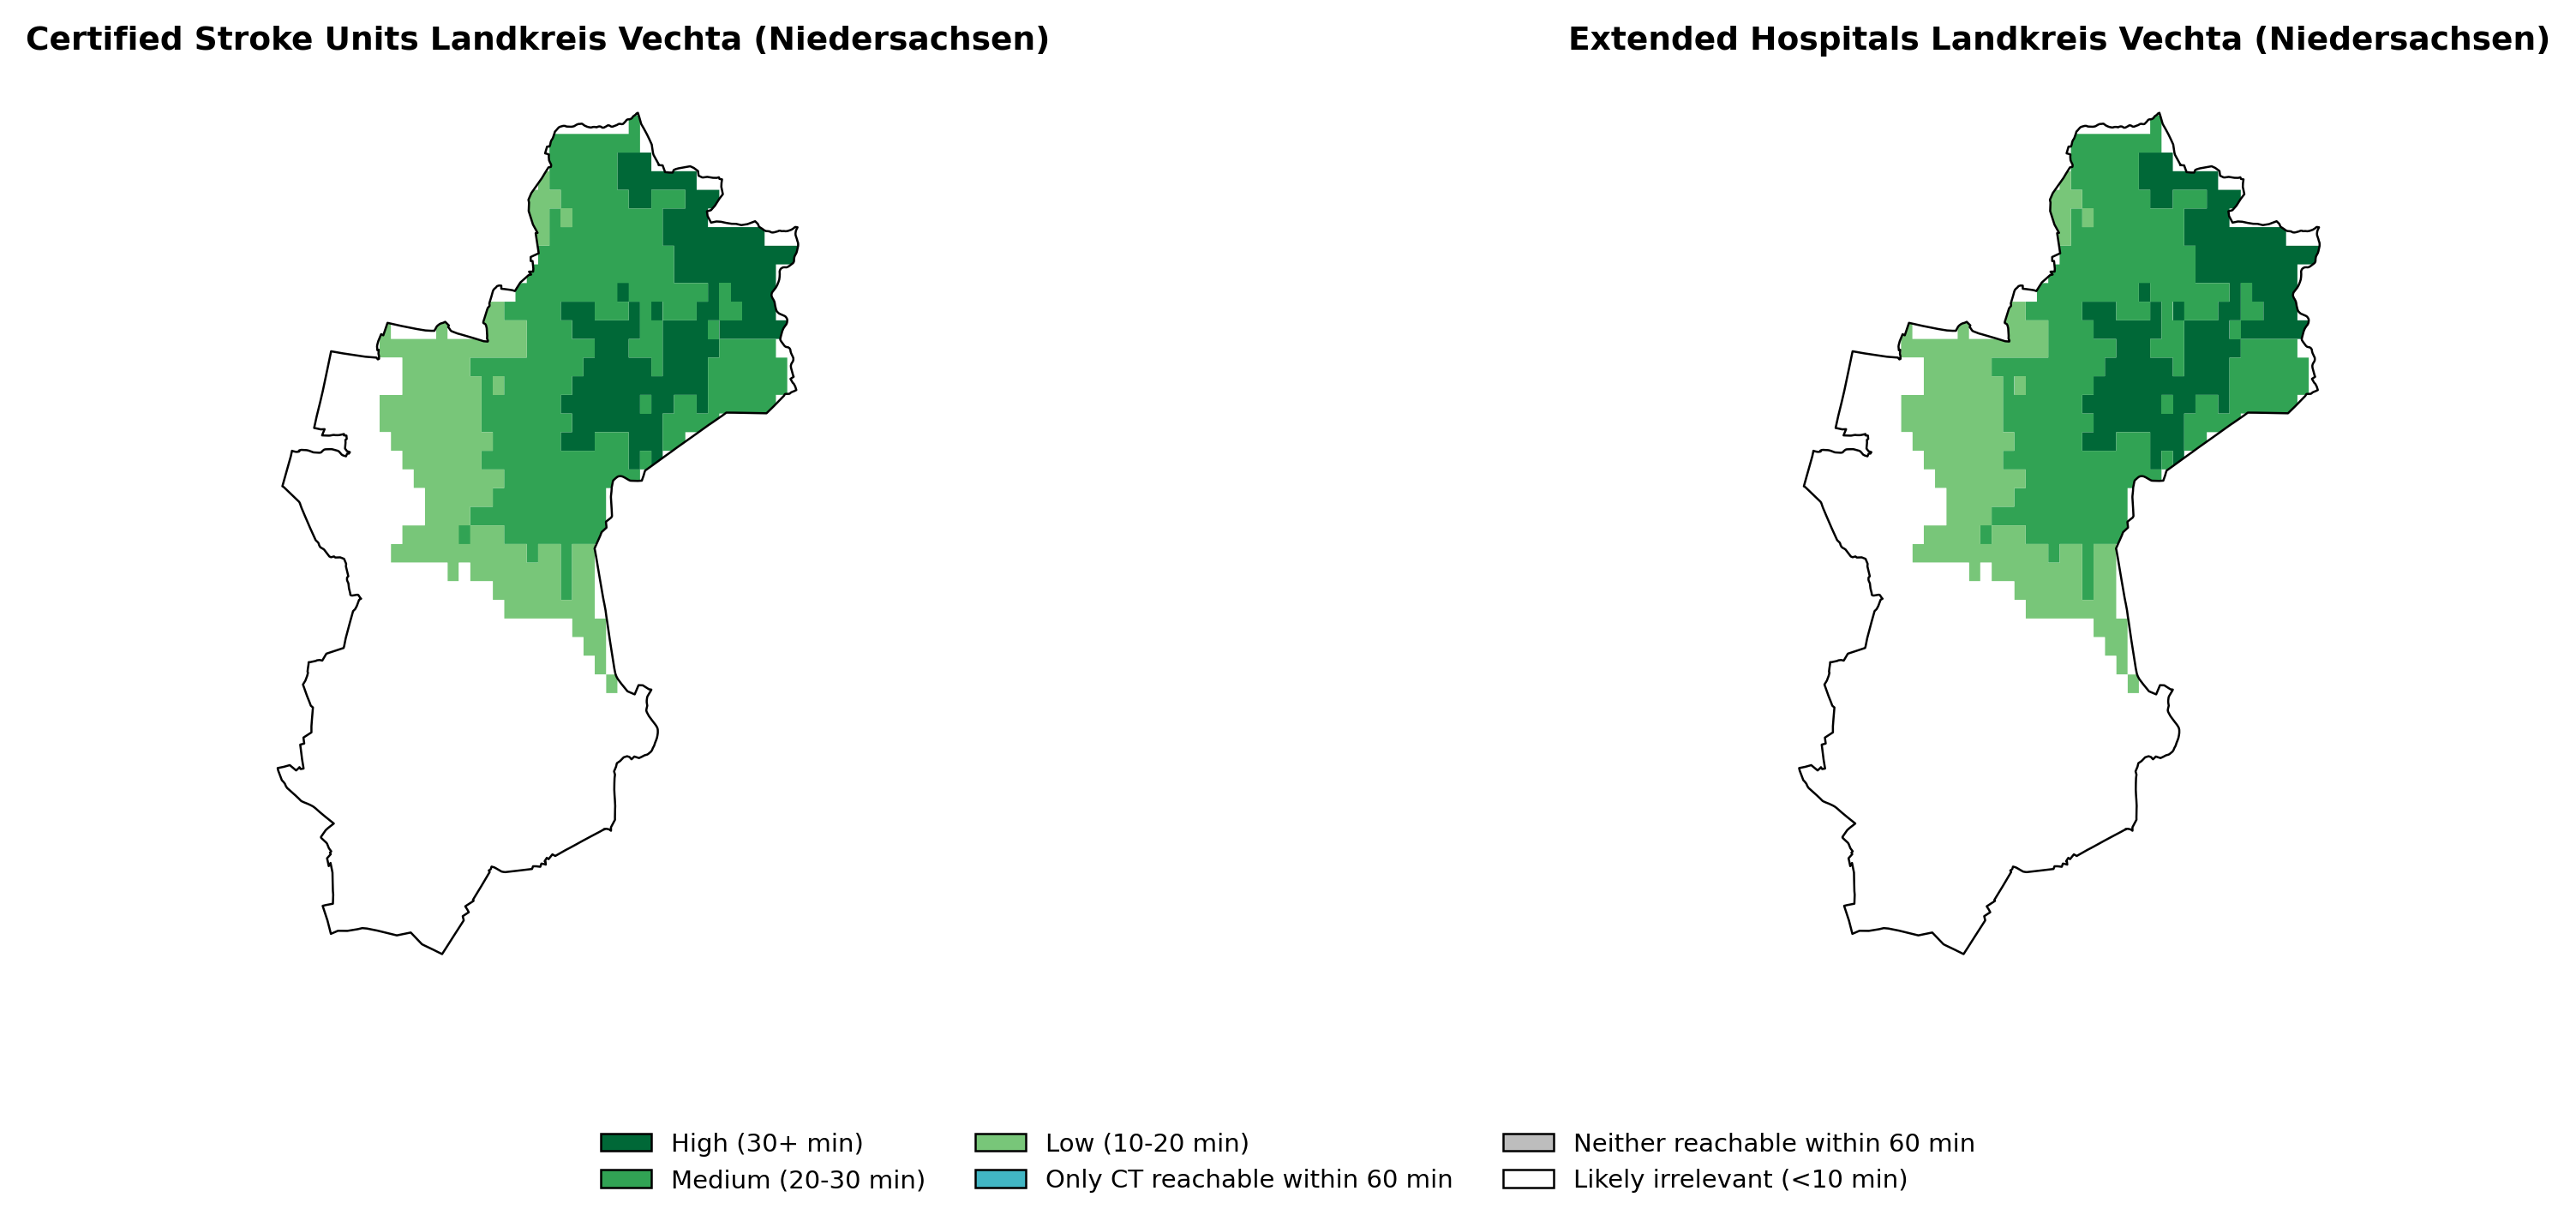 Certified Stroke Units Landkreis Vechta (Niedersachsen)
Extended Hospitals Landkreis Vechta (Niedersachsen)
High (30+ min)
Medium (20-30 min)
Low (10-20 min)
Only CT reachable within 60 min
Neither reachable within 60 min
Likely irrelevant (<10 min)